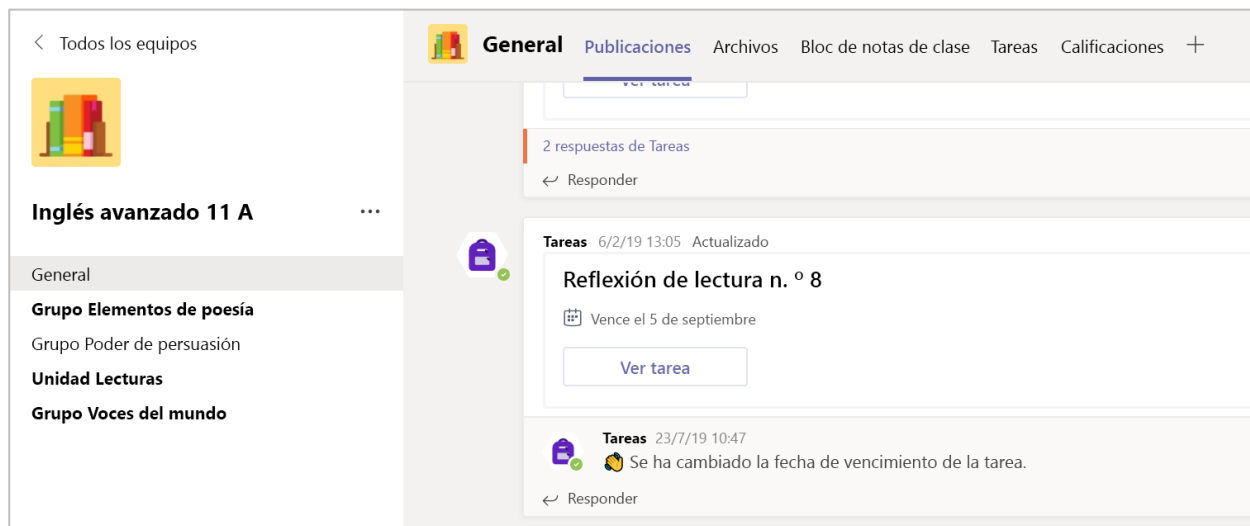 Todos los equipos
Inglés avanzado 11 A
General
Grupo Elementos de poesía
Grupo Poder de persuasión
Unidad Lecturas
Grupo Voces del mundo
General Publicaciones Archivos Bloc de notas de clase Tareas Calificaciones
Ver tarea
2 respuestas de Tareas
Responder
Tareas 6/2/19 13:05 Actualizado
Reflexión de lectura n. º 8
Vence el 5 de septiembre
Ver tarea
Tareas 23/7/19 10:47
Se ha cambiado la fecha de vencimiento de la tarea.
Responder